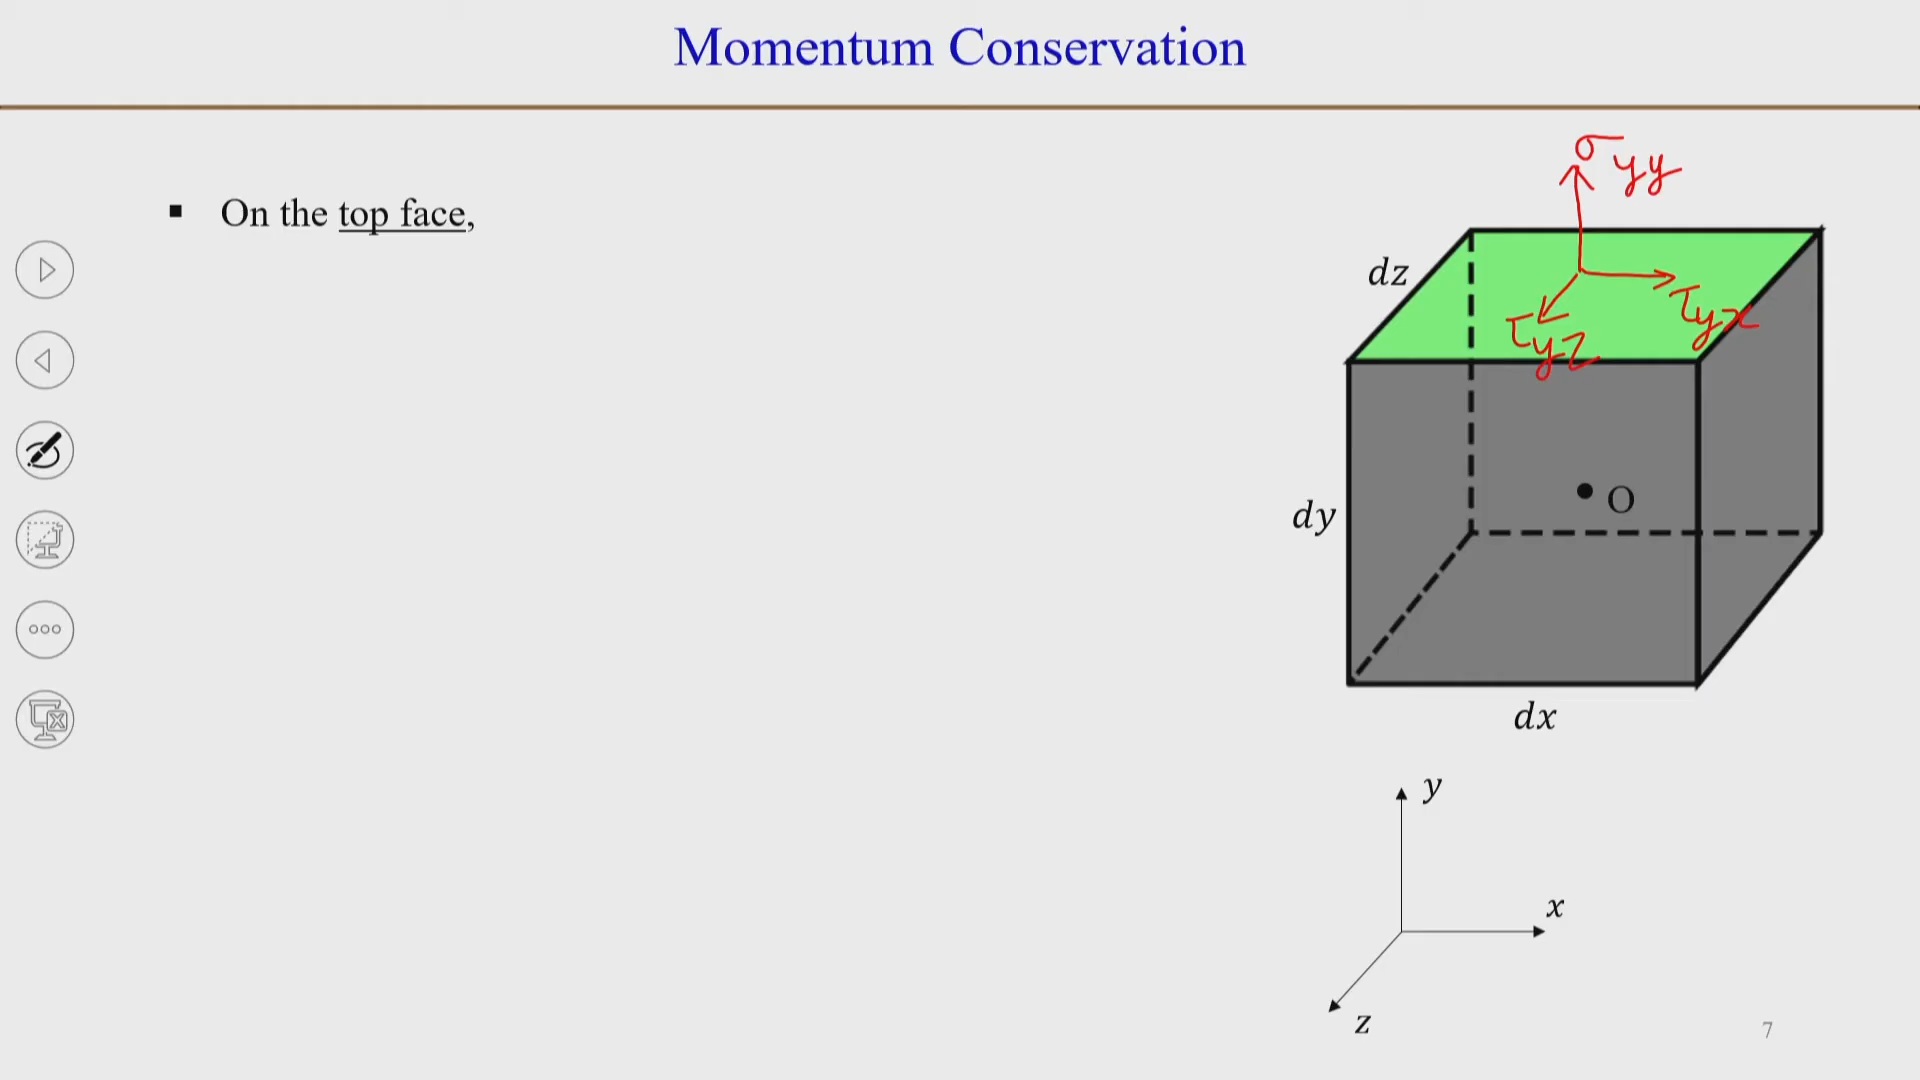 Momentum Conservation
σyy
▪ On the top face,
dz
τyx
τyz
O
dy
dx
y
x
z
7